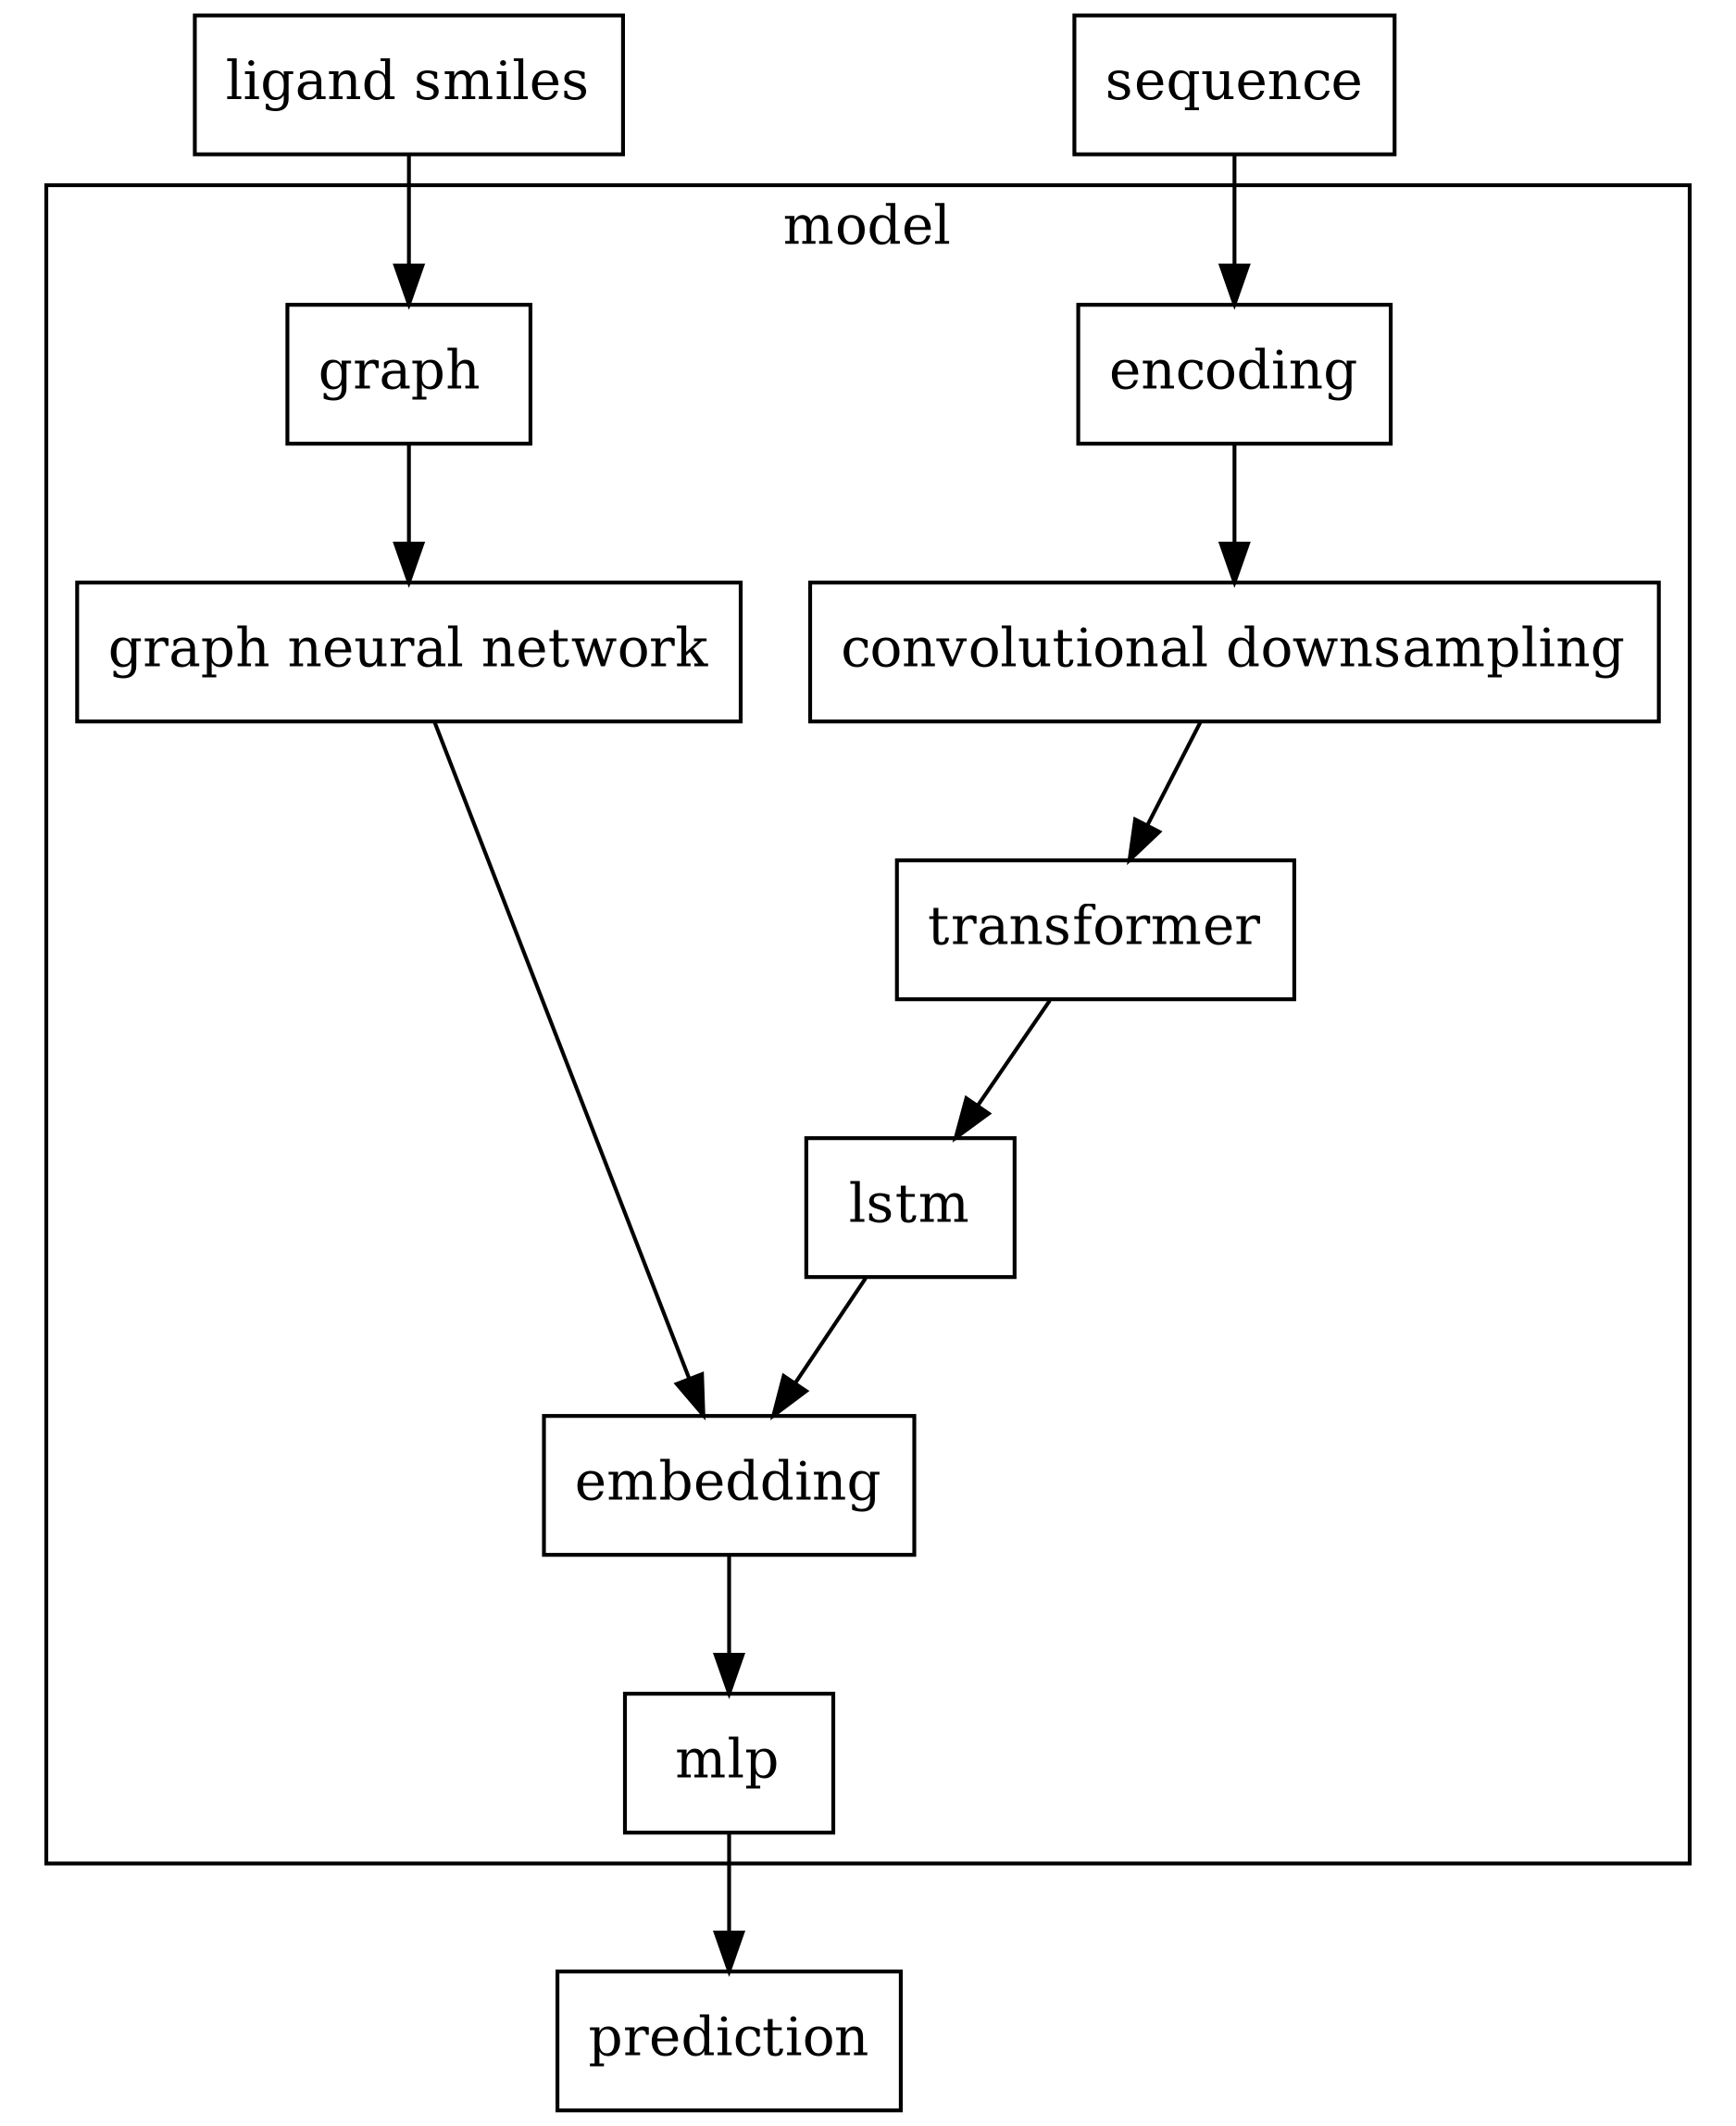 ligand smiles
sequence
model
graph
encoding
graph neural network
convolutional downsampling
transformer
lstm
embedding
mlp
prediction